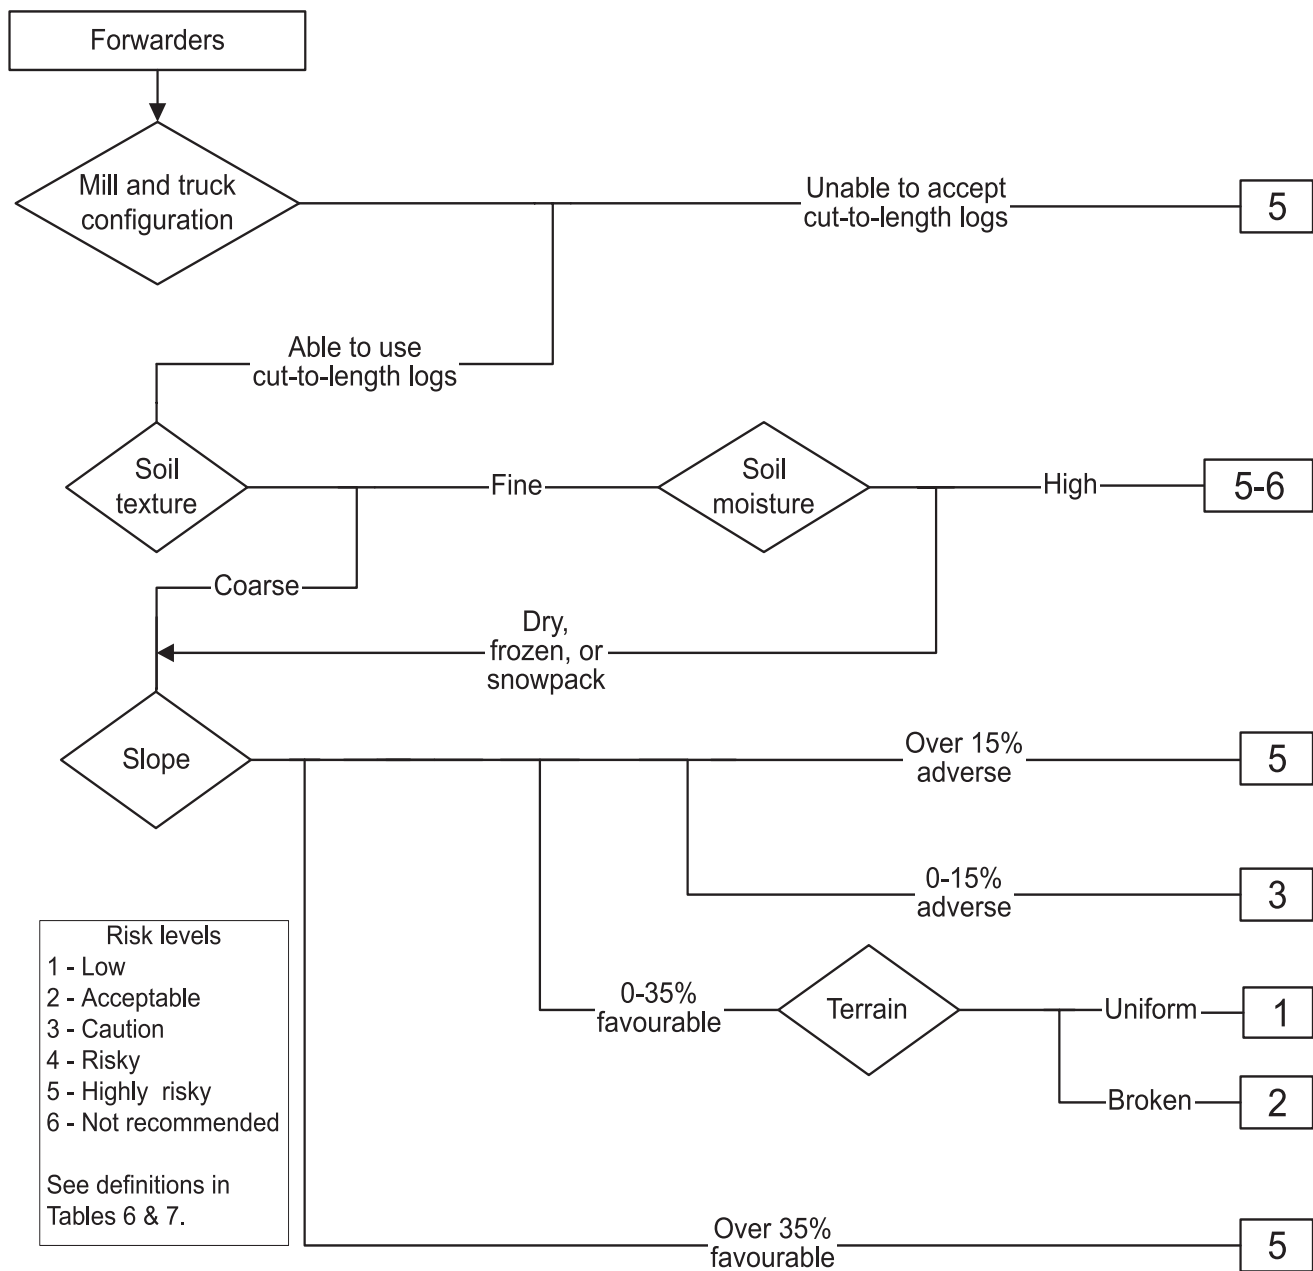 Forwarders
Mill and truck
configuration
Unable to accept
cut-to-length logs
5
Able to use
cut-to-length logs
Soil
texture
Fine
Soil
moisture
High
5-6
Coarse
Dry,
frozen, or
snowpack
Slope
Over 15%
adverse
5
0-15%
adverse
3
0-35%
favourable
Terrain
Uniform
1
Broken
2
Over 35%
favourable
5
Risk levels
1 - Low
2 - Acceptable
3 - Caution
4 - Risky
5 - Highly risky
6 - Not recommended
See definitions in
Tables 6 & 7.